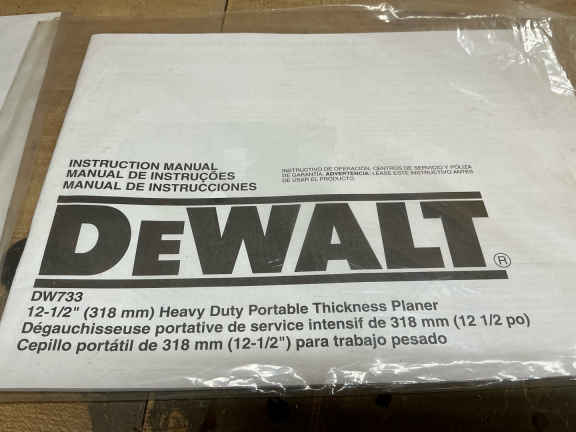 INSTRUCTION MANUAL
MANUAL DE INSTRUÇÕES
MANUAL DE INSTRUCCIONES
INSTRUCTIVO DE OPERACIÓN, CENTROS DE SERVICIO Y PÓLIZA
DE GARANTÍA. ADVERTENCIA: LÉASE ESTE INSTRUCTIVO ANTES
DE USAR EL PRODUCTO.
DEWALT®
DW733
12-1/2" (318 mm) Heavy Duty Portable Thickness Planer
Dégauchisseuse portative de service intensif de 318 mm (12 1/2 po)
Cepillo portátil de 318 mm (12-1/2") para trabajo pesado